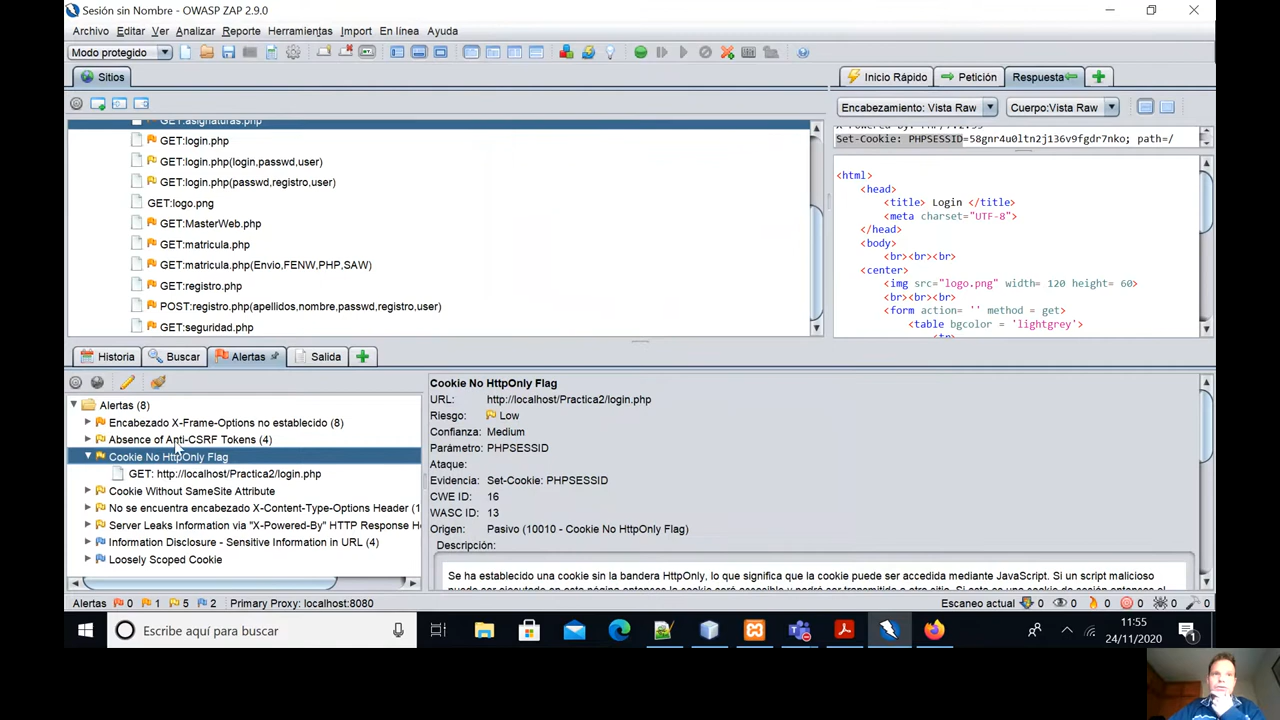 Sesión sin Nombre - OWASP ZAP 2.9.0
Archivo Editar Ver Analizar Reporte Herramientas Import En línea Ayuda
Modo protegido
Sitios
GET:asignaturas.php
GET:login.php
GET:login.php(login,passwd,user)
GET:login.php(passwd,registro,user)
GET:logo.png
GET:MasterWeb.php
GET:matricula.php
GET:matricula.php(Envio,FENW,PHP,SAW)
GET:registro.php
POST:registro.php(apellidos,nombre,passwd,registro,user)
GET:seguridad.php
Inicio Rápido Petición Respuesta
Encabezado: Vista Raw Cuerpo:Vista Raw
Set-Cookie: PHPSESSID=58gnr4u0ltn2j136v9fgdr7nko; path=/
<html>
<head>
<title> Login </title>
<meta charset="UTF-8">
</head>
<body>
<br><br><br>
<center>
<img src="logo.png" width= 120 height= 60>
<br><br><br>
<form action= '' method = get>
<table bgcolor = 'lightgrey'>
<tr>
Historia Buscar Alertas Salida
Alertas (8)
Encabezado X-Frame-Options no establecido (8)
Absence of Anti-CSRF Tokens (4)
Cookie No HttpOnly Flag
GET: http://localhost/Practica2/login.php
Cookie Without SameSite Attribute
No se encuentra encabezado X-Content-Type-Options Header (1
Server Leaks Information via "X-Powered-By" HTTP Response H
Information Disclosure - Sensitive Information in URL (4)
Loosely Scoped Cookie
Cookie No HttpOnly Flag
URL: http://localhost/Practica2/login.php
Riesgo: Low
Confianza: Medium
Parámetro: PHPSESSID
Ataque:
Evidencia: Set-Cookie: PHPSESSID
CWE ID: 16
WASC ID: 13
Origen: Pasivo (10010 - Cookie No HttpOnly Flag)
Descripción:
Se ha establecido una cookie sin la bandera HttpOnly, lo que significa que la cookie puede ser accedida mediante JavaScript. Si un script malicioso
Alertas 0 1 5 2 Primary Proxy: localhost:8080
Escaneo actual 0 0 0 0 0 0
Escribe aquí para buscar
11:55
24/11/2020
1